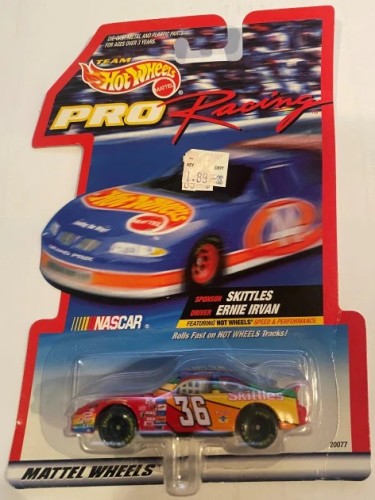 DIE-CAST METAL AND PLASTIC PARTS.
FOR AGES OVER 3 YEARS.
TEAM
Hot Wheels
PRO Racing
1.89
HOT WHEELS
SPONSOR SKITTLES
DRIVER ERNIE IRVAN
FEATURING HOT WHEELS SPEED & PERFORMANCE
NASCAR
Rolls Fast on HOT WHEELS Tracks!
36
Skittles
20077
MATTEL WHEELS